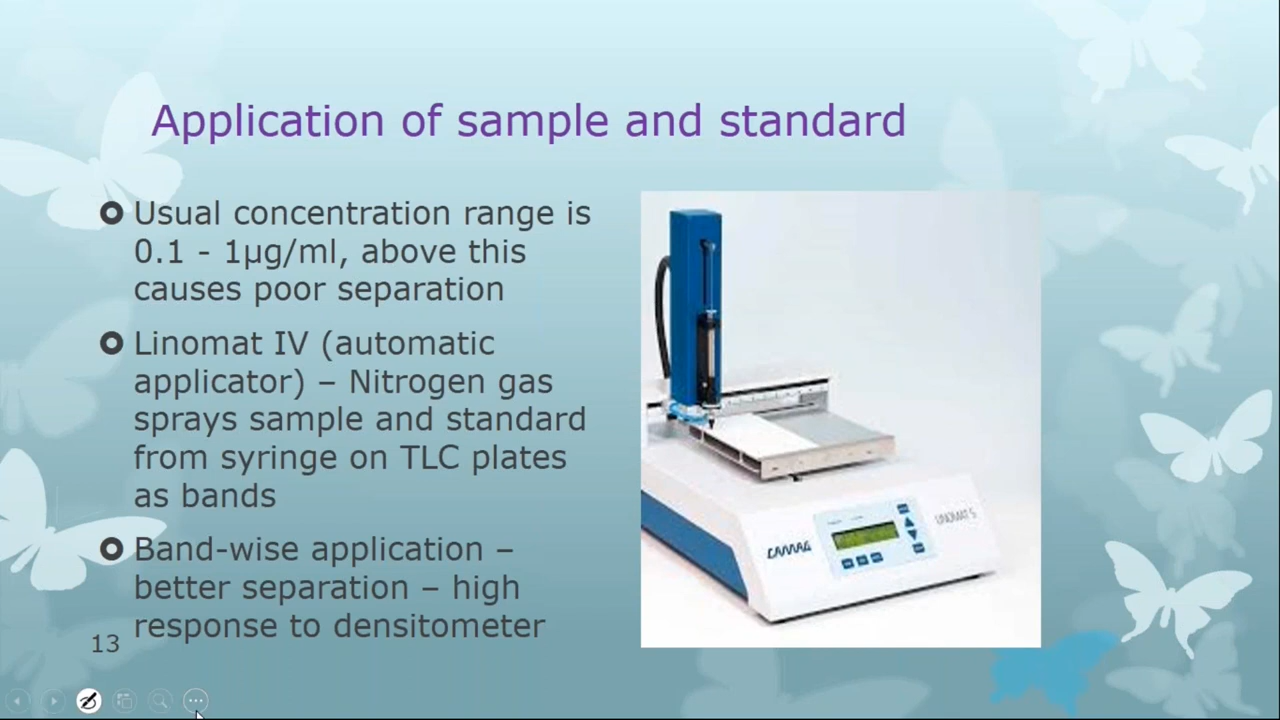 Application of sample and standard
Usual concentration range is
0.1 - 1µg/ml, above this
causes poor separation
Linomat IV (automatic
applicator) – Nitrogen gas
sprays sample and standard
from syringe on TLC plates
as bands
Band-wise application –
better separation – high
response to densitometer
13
CAMAG
LINOMAT 5